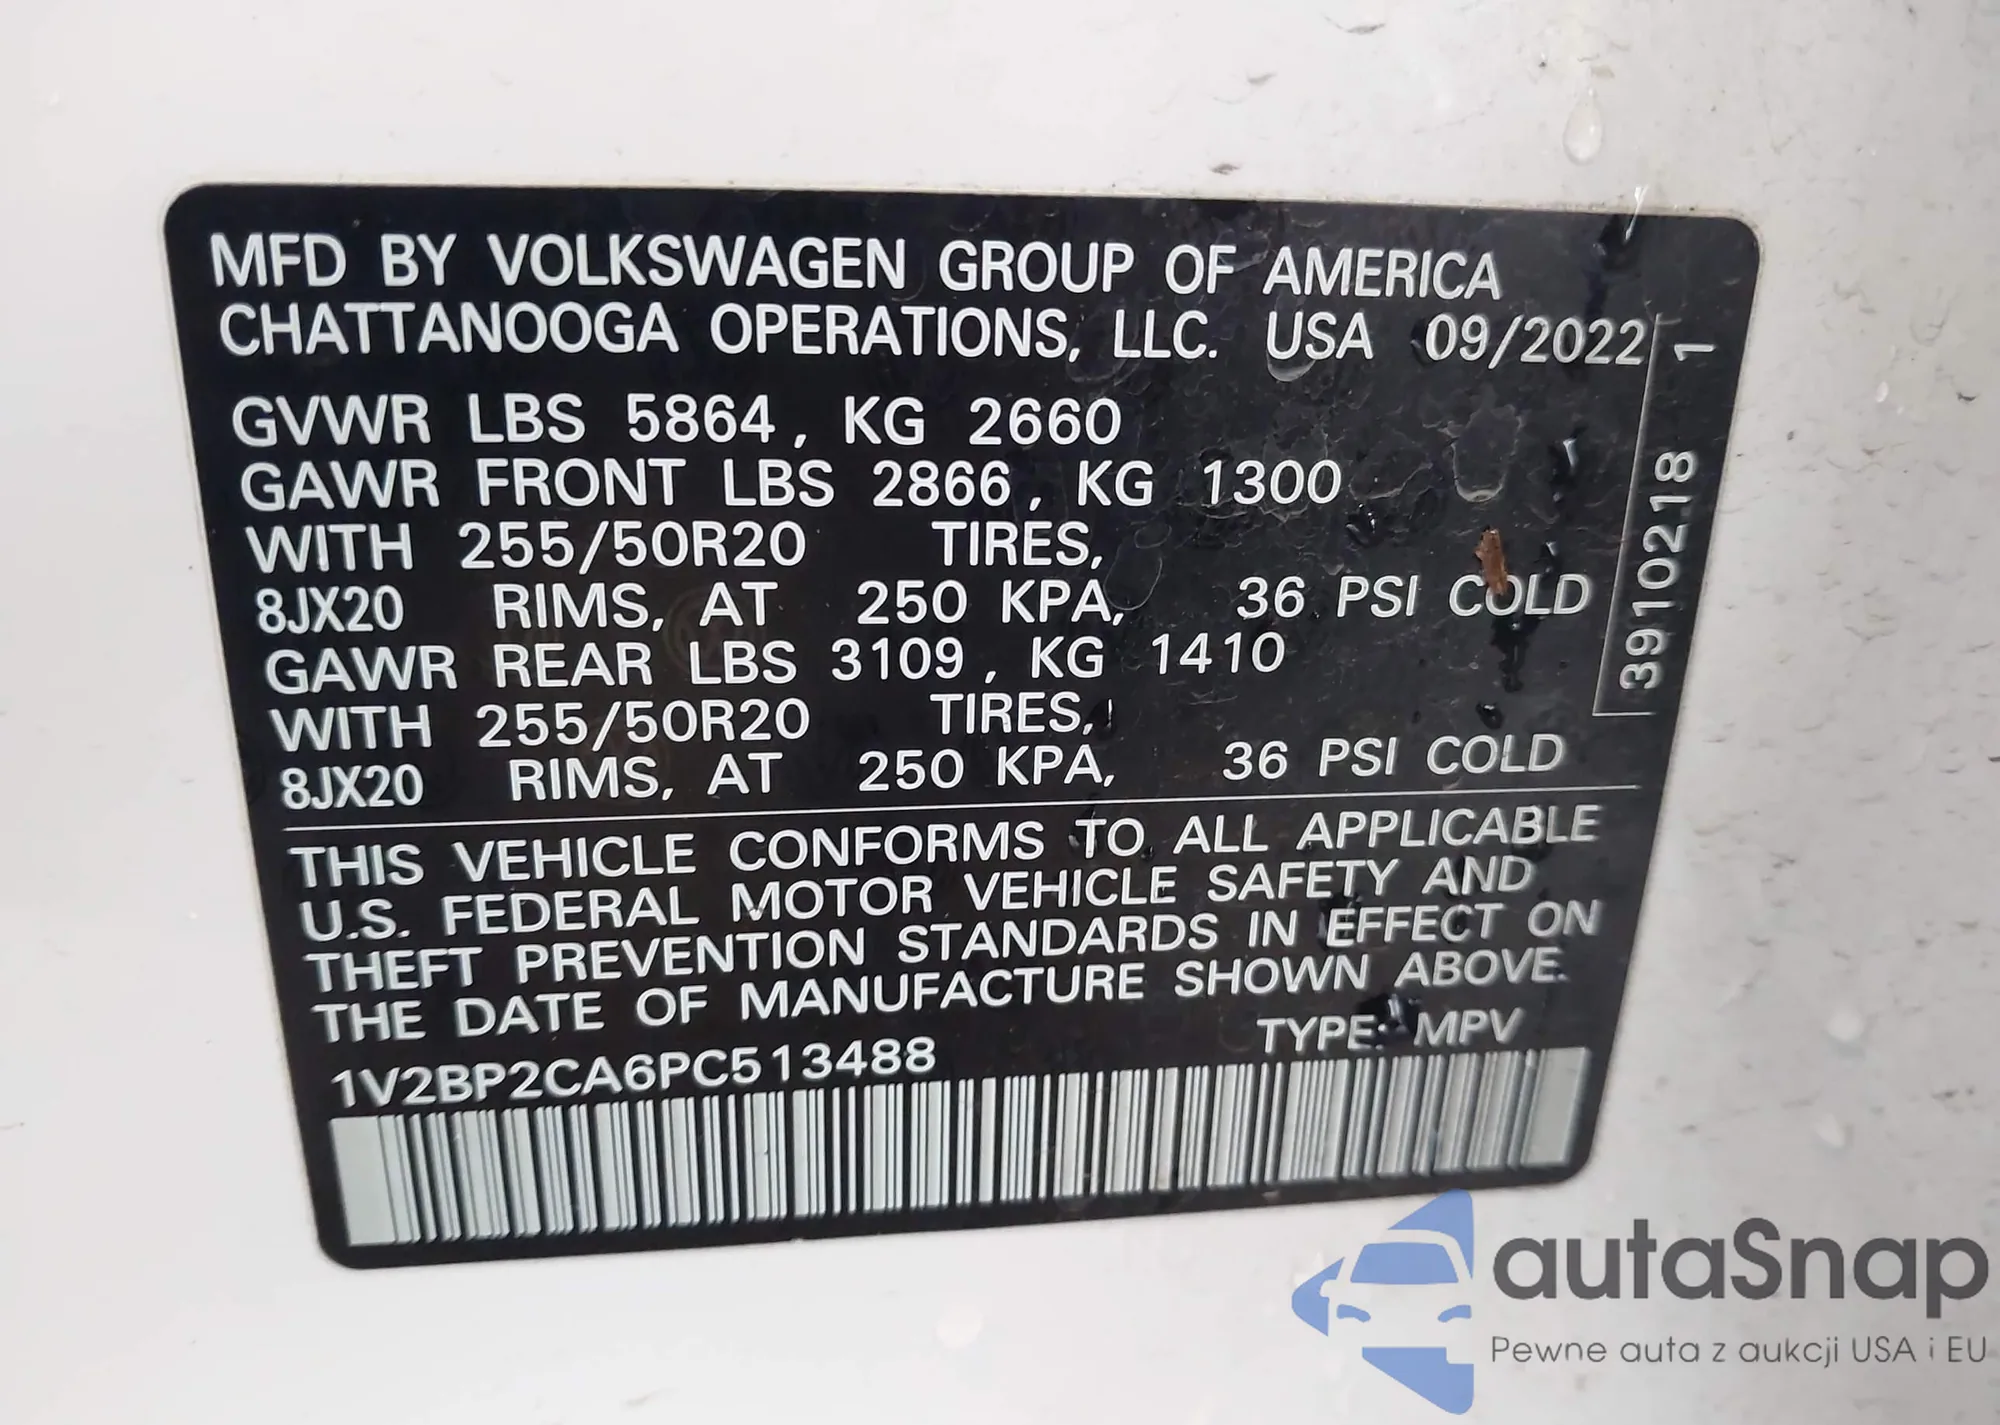 MFD BY VOLKSWAGEN GROUP OF AMERICA
CHATTANOOGA OPERATIONS, LLC. USA 09/2022
GVWR LBS 5864, KG 2660
GAWR FRONT LBS 2866, KG 1300
WITH 255/50R20 TIRES,
8JX20 RIMS, AT 250 KPA, 36 PSI COLD
GAWR REAR LBS 3109, KG 1410
WITH 255/50R20 TIRES,
8JX20 RIMS, AT 250 KPA, 36 PSI COLD
3910218 1
THIS VEHICLE CONFORMS TO ALL APPLICABLE
U.S. FEDERAL MOTOR VEHICLE SAFETY AND
THEFT PREVENTION STANDARDS IN EFFECT ON
THE DATE OF MANUFACTURE SHOWN ABOVE.
1V2BP2CA6PC513488 TYPE: MPV
autaSnap
Pewne auta z aukcji USA i EU